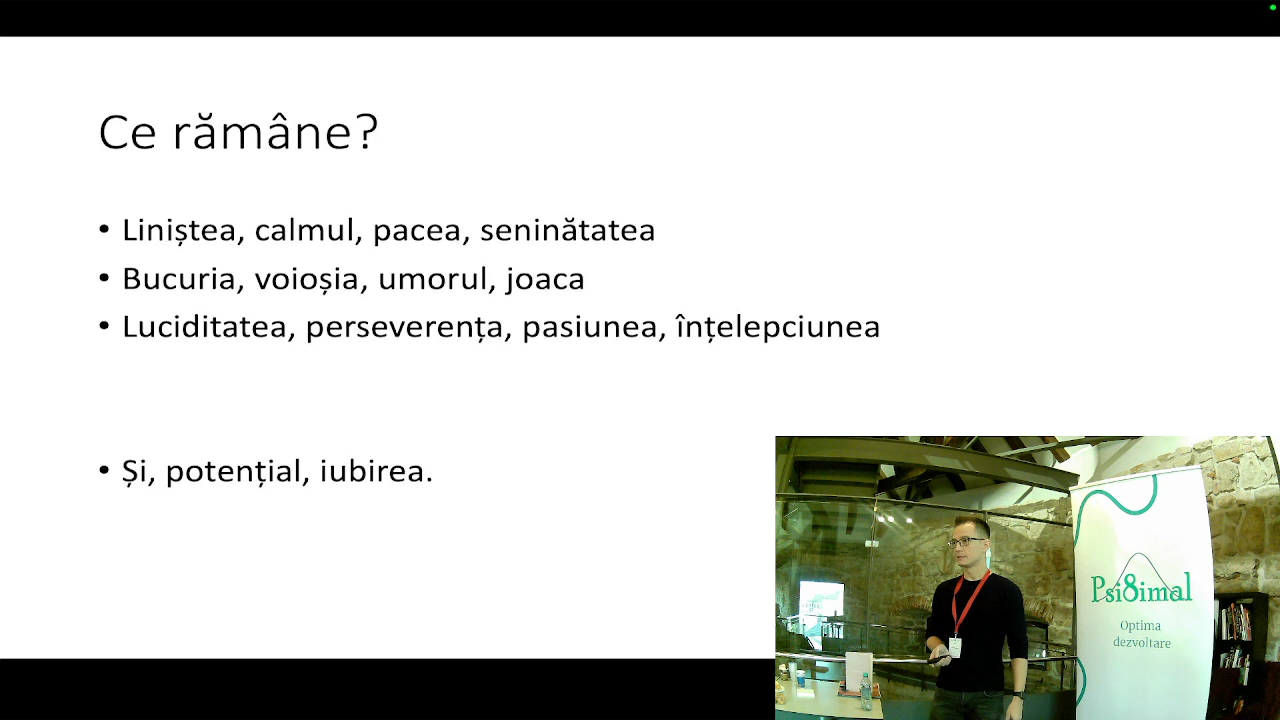 Ce rămâne?
• Liniștea, calmul, pacea, seninătatea
• Bucuria, voioșia, umorul, joaca
• Luciditatea, perseverența, pasiunea, înțelepciunea
• Și, potențial, iubirea.
Psi8imal
Optima
dezvoltare